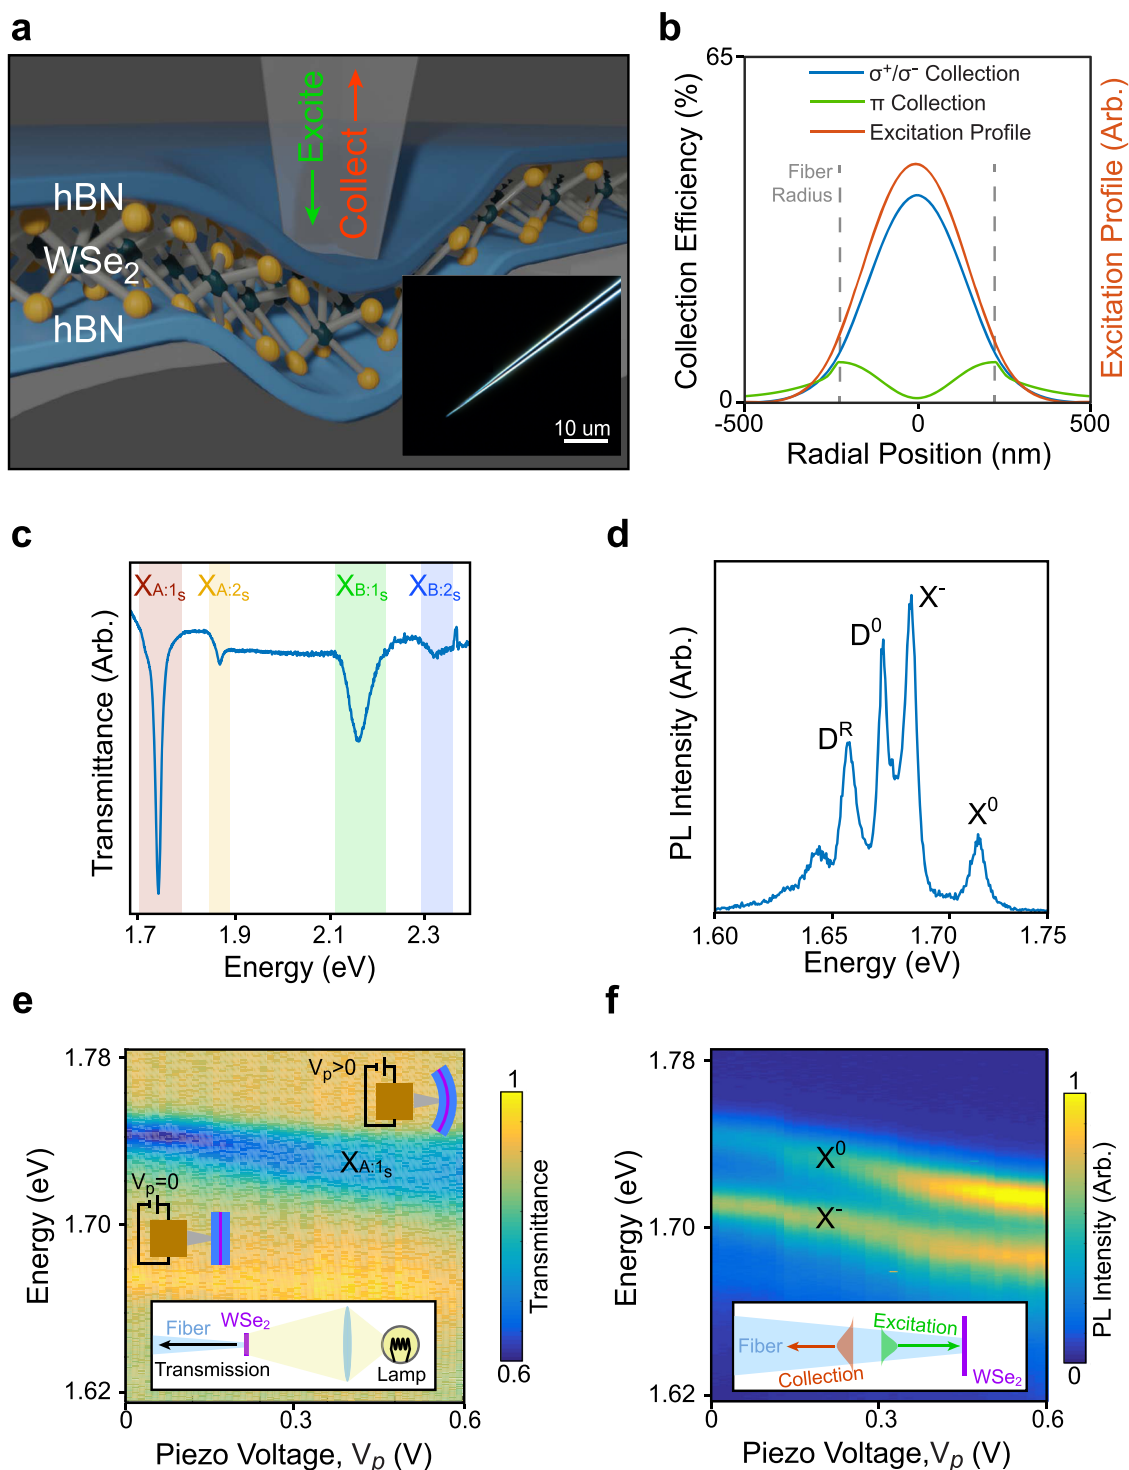 a
Excite
Collect
hBN
WSe₂
hBN
10 um
b
65
σ⁺/σ⁻ Collection
π Collection
Excitation Profile
Fiber
Radius
Collection Efficiency (%)
Excitation Profile (Arb.)
0
-500
0
500
Radial Position (nm)
c
X_A:1s
X_A:2s
X_B:1s
X_B:2s
Transmittance (Arb.)
1.7
1.9
2.1
2.3
Energy (eV)
d
X⁻
D⁰
Dᴿ
X⁰
PL Intensity (Arb.)
1.60
1.65
1.70
1.75
Energy (eV)
e
1.78
1.70
1.62
Energy (eV)
Vₚ>0
X_A:1s
Vₚ=0
Fiber
WSe₂
Transmission
Lamp
1
0.6
Transmittance
0
0.3
0.6
Piezo Voltage, Vₚ (V)
f
1.78
1.70
1.62
Energy (eV)
X⁰
X⁻
Excitation
Fiber
Collection
WSe₂
1
0
PL Intensity (Arb.)
0
0.3
0.6
Piezo Voltage,Vₚ (V)